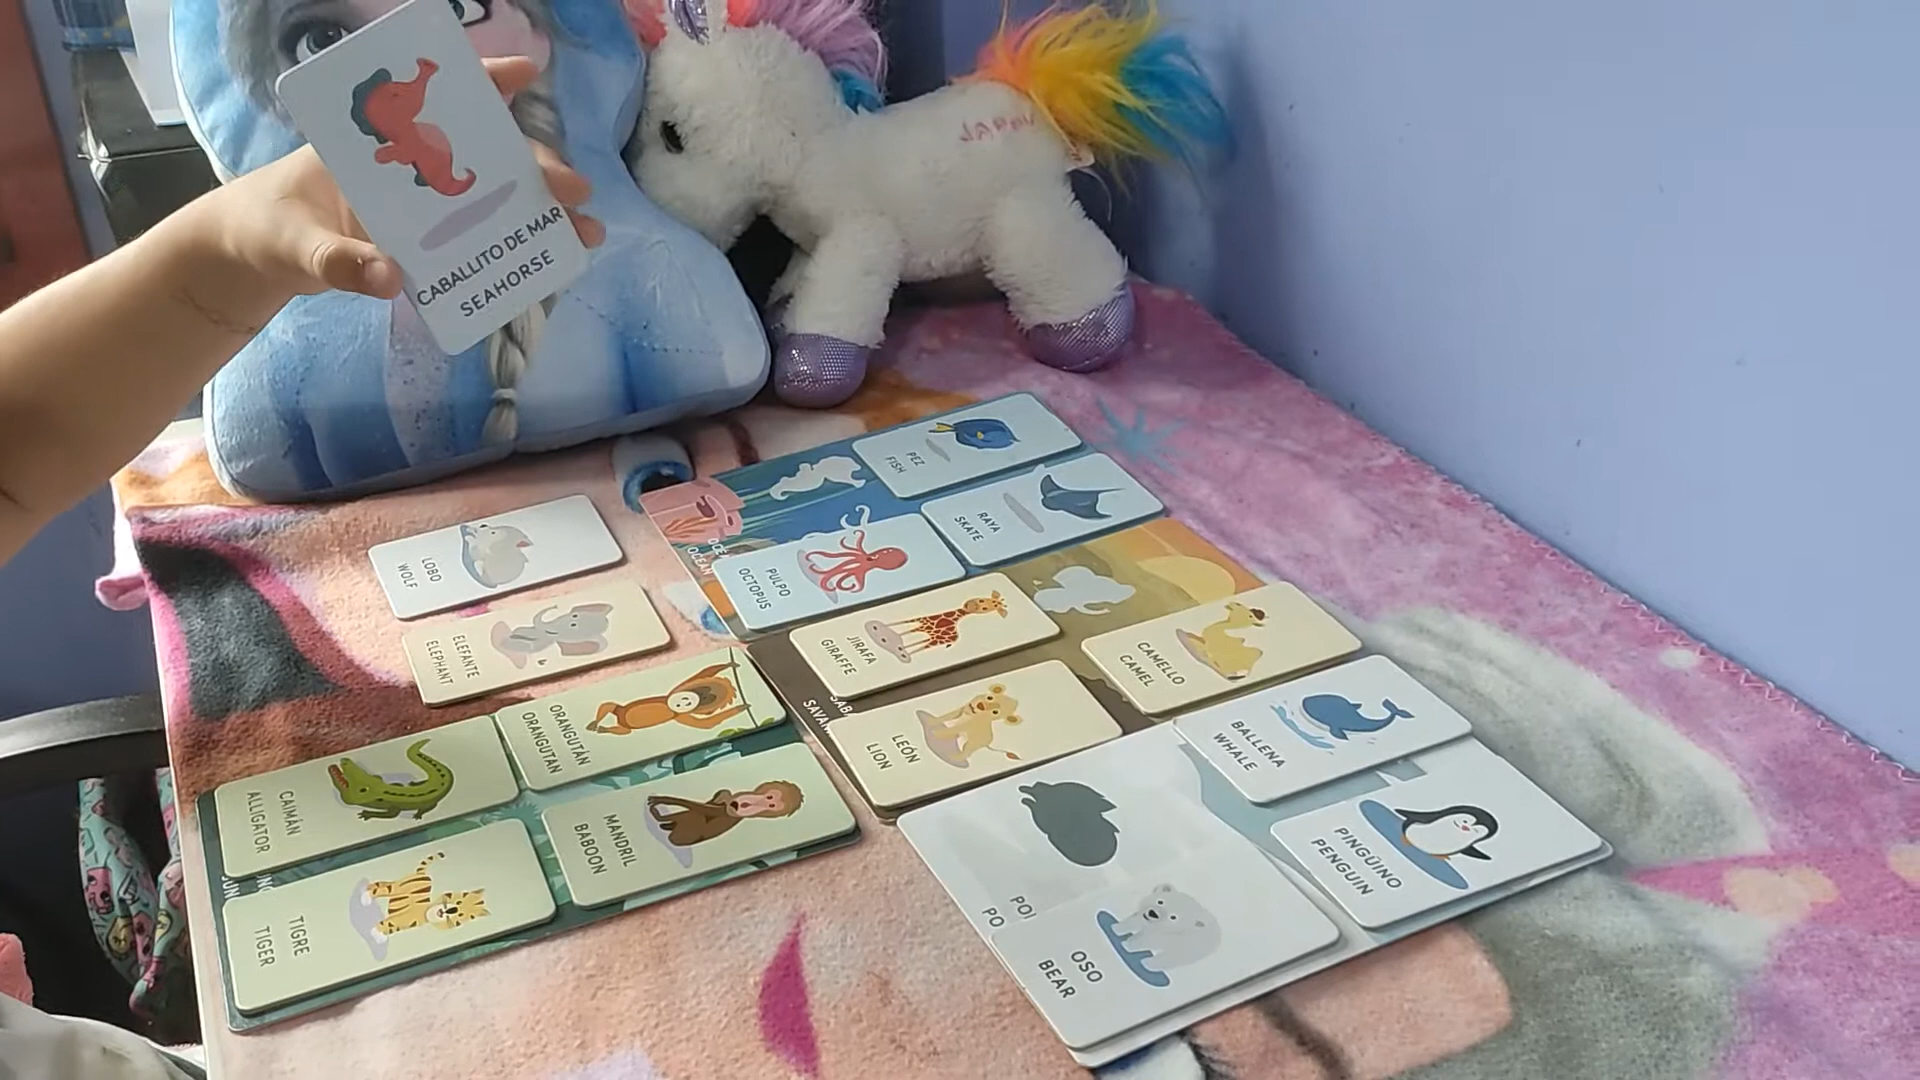 CABALLITO DE MAR
SEAHORSE
PEZ
FISH
RAYA
SKATE
PULPO
OCTOPUS
LOBO
WOLF
ELEFANTE
ELEPHANT
JIRAFA
GIRAFFE
CAMELLO
CAMEL
ORANGUTÁN
ORANGUTAN
LEÓN
LION
BALLENA
WHALE
CAIMÁN
ALLIGATOR
MANDRIL
BABOON
PINGÜINO
PENGUIN
TIGRE
TIGER
OSO
BEAR